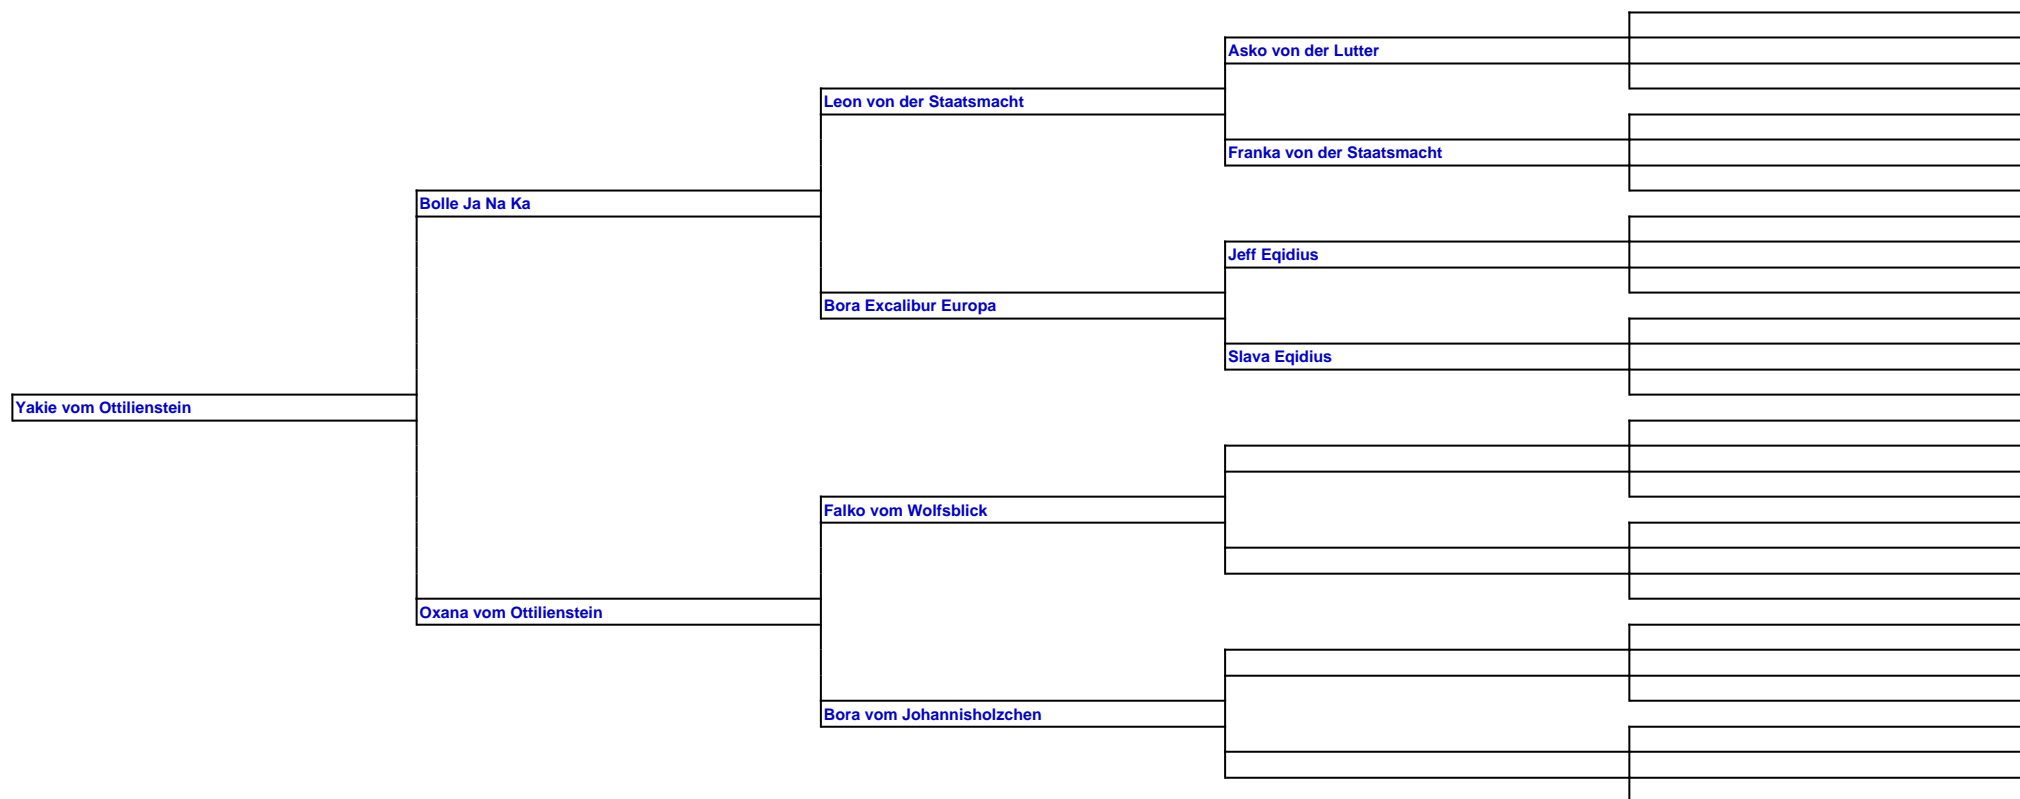 Asko von der Lutter
Leon von der Staatsmacht
Franka von der Staatsmacht
Bolle Ja Na Ka
Jeff Eqidius
Bora Excalibur Europa
Slava Eqidius
Yakie vom Ottilienstein
Falko vom Wolfsblick
Oxana vom Ottilienstein
Bora vom Johannisholzchen